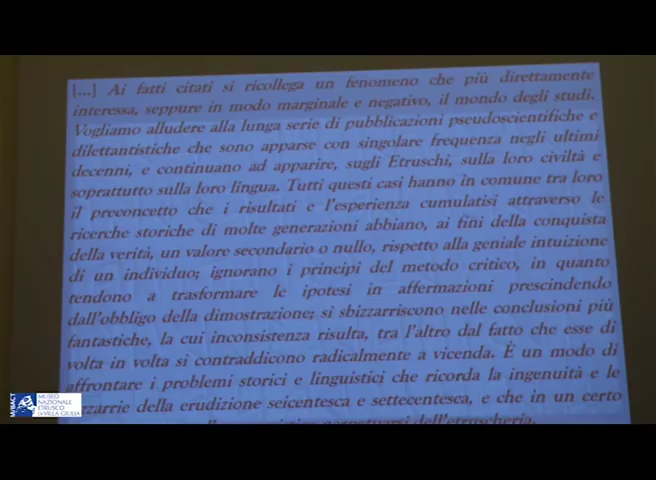 [...] Ai fatti citati si ricollega un fenomeno che più direttamente
interessa, seppure in modo marginale e negativo, il mondo degli studi.
Vogliamo alludere alla lunga serie di pubblicazioni pseudoscientifiche e
dilettantistiche che sono apparse con singolare frequenza negli ultimi
decenni, e continuano ad apparire, sugli Etruschi, sulla loro civiltà e
soprattutto sulla loro lingua. Tutti questi casi hanno in comune tra loro
il preconcetto che i risultati e l'esperienza cumulatisi attraverso le
ricerche storiche di molte generazioni abbiano, ai fini della conquista
della verità, un valore secondario o nullo, rispetto alla geniale intuizione
di un individuo; ignorano i principi del metodo critico, in quanto
tendono a trasformare le ipotesi in affermazioni prescindendo
dall'obbligo della dimostrazione; si sbizzarriscono nelle conclusioni più
fantastiche, la cui inconsistenza risulta, tra l'altro dal fatto che esse di
volta in volta si contraddicono radicalmente a vicenda. È un modo di
affrontare i problemi storici e linguistici che ricorda la ingenuità e le
zzarrie della erudizione seicentesca e settecentesca, e che in un certo
perpetuarsi dell'etruscheria.
MiBACT
MUSEO
NAZIONALE
ETRUSCO
DI VILLA GIULIA